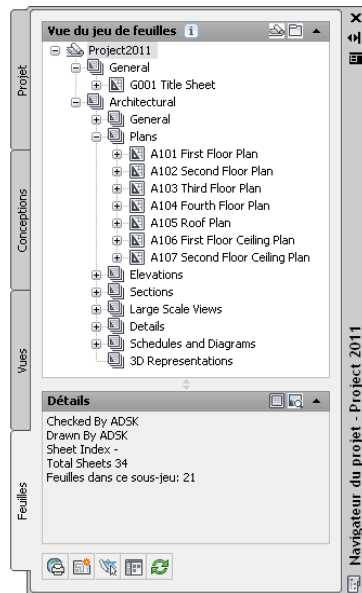 Vue du jeu de feuilles
Project2011
General
G001 Title Sheet
Architectural
General
Plans
A101 First Floor Plan
A102 Second Floor Plan
A103 Third Floor Plan
A104 Fourth Floor Plan
A105 Roof Plan
A106 First Floor Ceiling Plan
A107 Second Floor Ceiling Plan
Elevations
Sections
Large Scale Views
Details
Schedules and Diagrams
3D Representations
Détails
Checked By ADSK
Drawn By ADSK
Sheet Index -
Total Sheets 34
Feuilles dans ce sous-jeu: 21
Projet
Conceptions
Vues
Feuilles
Navigateur du projet - Project 2011